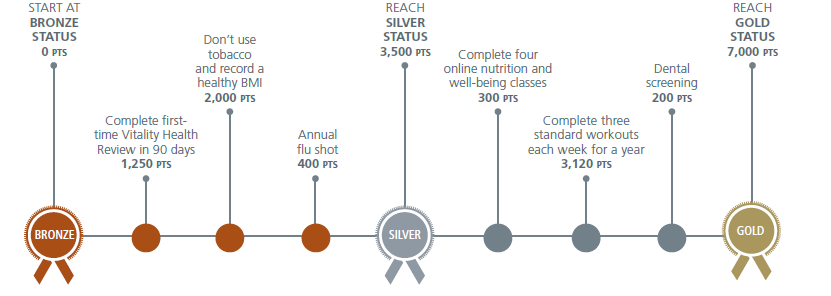 START AT
BRONZE
STATUS
0 PTS
Complete first-
time Vitality Health
Review in 90 days
1,250 PTS
Don’t use
tobacco
and record a
healthy BMI
2,000 PTS
Annual
flu shot
400 PTS
REACH
SILVER
STATUS
3,500 PTS
Complete four
online nutrition and
well-being classes
300 PTS
Complete three
standard workouts
each week for a year
3,120 PTS
Dental
screening
200 PTS
REACH
GOLD
STATUS
7,000 PTS
BRONZE
SILVER
GOLD